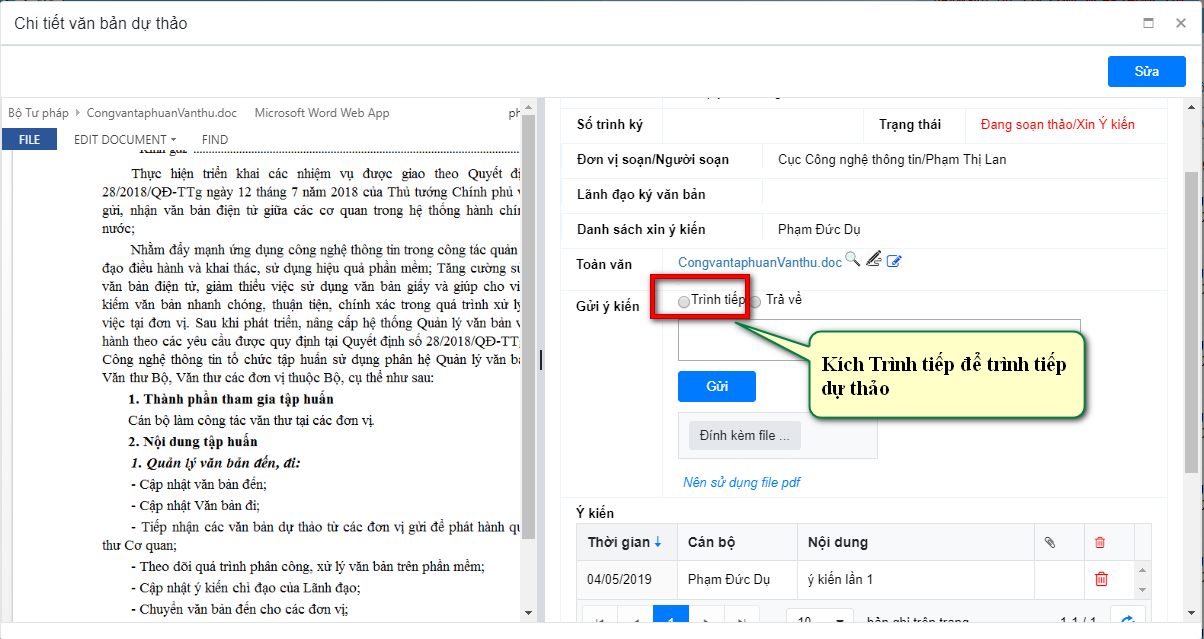 Chi tiết văn bản dự thảo
Sửa
Bộ Tư pháp CongvantaphuanVanthu.doc Microsoft Word Web App
FILE EDIT DOCUMENT FIND
Thực hiện triển khai các nhiệm vụ được giao theo Quyết
28/2018/QĐ-TTg ngày 12 tháng 7 năm 2018 của Thủ tướng Chính phủ
gửi, nhận văn bản điện tử giữa các cơ quan trong hệ thống hành
nước;
Nhằm đẩy mạnh ứng dụng công nghệ thông tin trong công tác quản
đạo điều hành và khai thác, sử dụng hiệu quả phần mềm; Tăng cường
văn bản điện tử, giảm thiểu việc sử dụng văn bản giấy và giúp cho
kiếm văn bản nhanh chóng, thuận tiện, chính xác trong quá trình xử
việc tại đơn vị. Sau khi phát triển, nâng cấp hệ thống Quản lý văn bản
hành theo các yêu cầu được quy định tại Quyết định số 28/2018/QĐ-TT
Công nghệ thông tin tổ chức tập huấn sử dụng phân hệ Quản lý văn
Văn thư Bộ, Văn thư các đơn vị thuộc Bộ, cụ thể như sau:
1. Thành phần tham gia tập huấn
Cán bộ làm công tác văn thư tại các đơn vị.
2. Nội dung tập huấn
1. Quản lý văn bản đến, đi:
- Cập nhật văn bản đến;
- Cập nhật Văn bản đi;
- Tiếp nhận các văn bản dự thảo từ các đơn vị gửi để phát hành
thư Cơ quan;
- Theo dõi quá trình phân công, xử lý văn bản trên phần mềm;
- Cập nhật ý kiến chỉ đạo của Lãnh đạo;
- Chuyển văn bản đến cho các đơn vị;
Số trình ký Trạng thái Đang soạn thảo/Xin Ý kiến
Đơn vị soạn/Người soạn Cục Công nghệ thông tin/Phạm Thị Lan
Lãnh đạo ký văn bản
Danh sách xin ý kiến Phạm Đức Dụ
Toàn văn CongvantaphuanVanthu.doc
Gửi ý kiến Trình tiếp Trả về
Kích Trình tiếp để trình tiếp
dự thảo
Gửi
Đính kèm file ...
Nên sử dụng file pdf
Ý kiến
Thời gian Cán bộ Nội dung
04/05/2019 Phạm Đức Dụ ý kiến lần 1
1 10 bản ghi trên trang 1-1 / 1